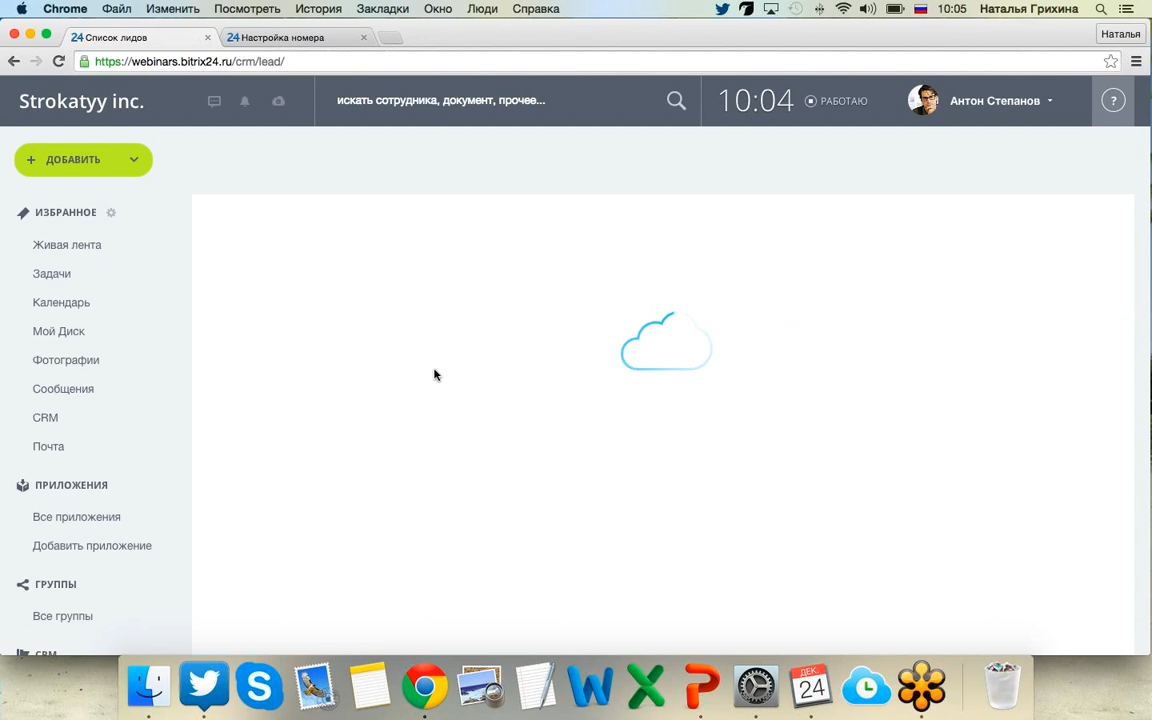 Chrome Файл Изменить Посмотреть История Закладки Окно Люди Справка 10:05 Наталья Грихина
24 Список лидов 24 Настройка номера Наталья
https://webinars.bitrix24.ru/crm/lead/
Strokatyy inc. искать сотрудника, документ, прочее... 10:04 РАБОТАЮ Антон Степанов ?
+ ДОБАВИТЬ
ИЗБРАННОЕ
Живая лента
Задачи
Календарь
Мой Диск
Фотографии
Сообщения
CRM
Почта
ПРИЛОЖЕНИЯ
Все приложения
Добавить приложение
ГРУППЫ
Все группы
CRM
ДЕК.
24